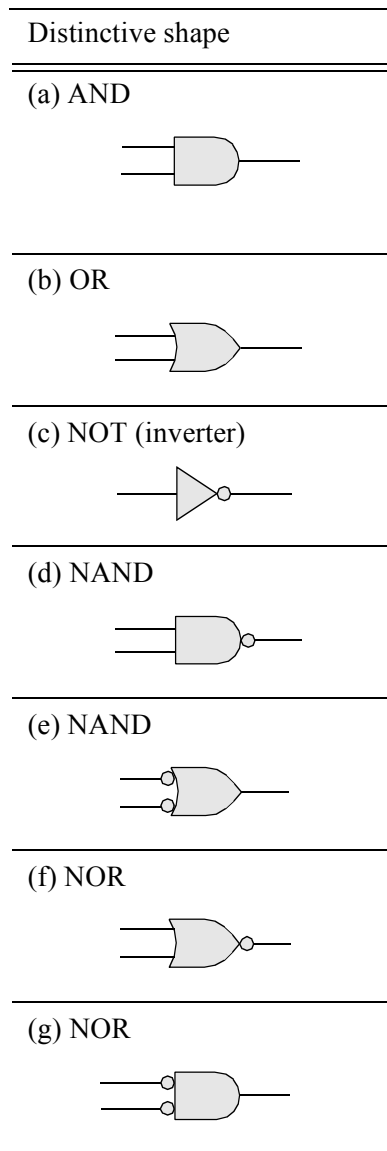 Distinctive shape
(a) AND
(b) OR
(c) NOT (inverter)
(d) NAND
(e) NAND
(f) NOR
(g) NOR